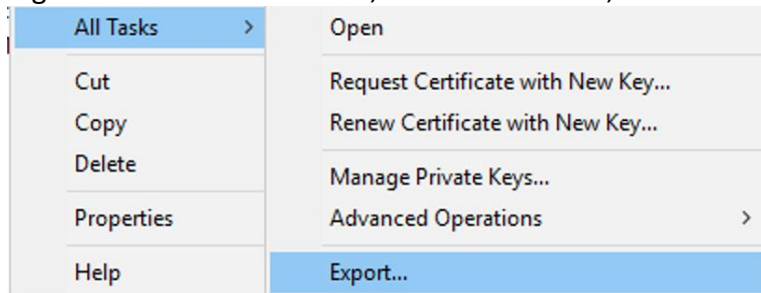 All Tasks >
Open
Cut
Request Certificate with New Key...
Copy
Renew Certificate with New Key...
Delete
Manage Private Keys...
Properties
Advanced Operations >
Help
Export...